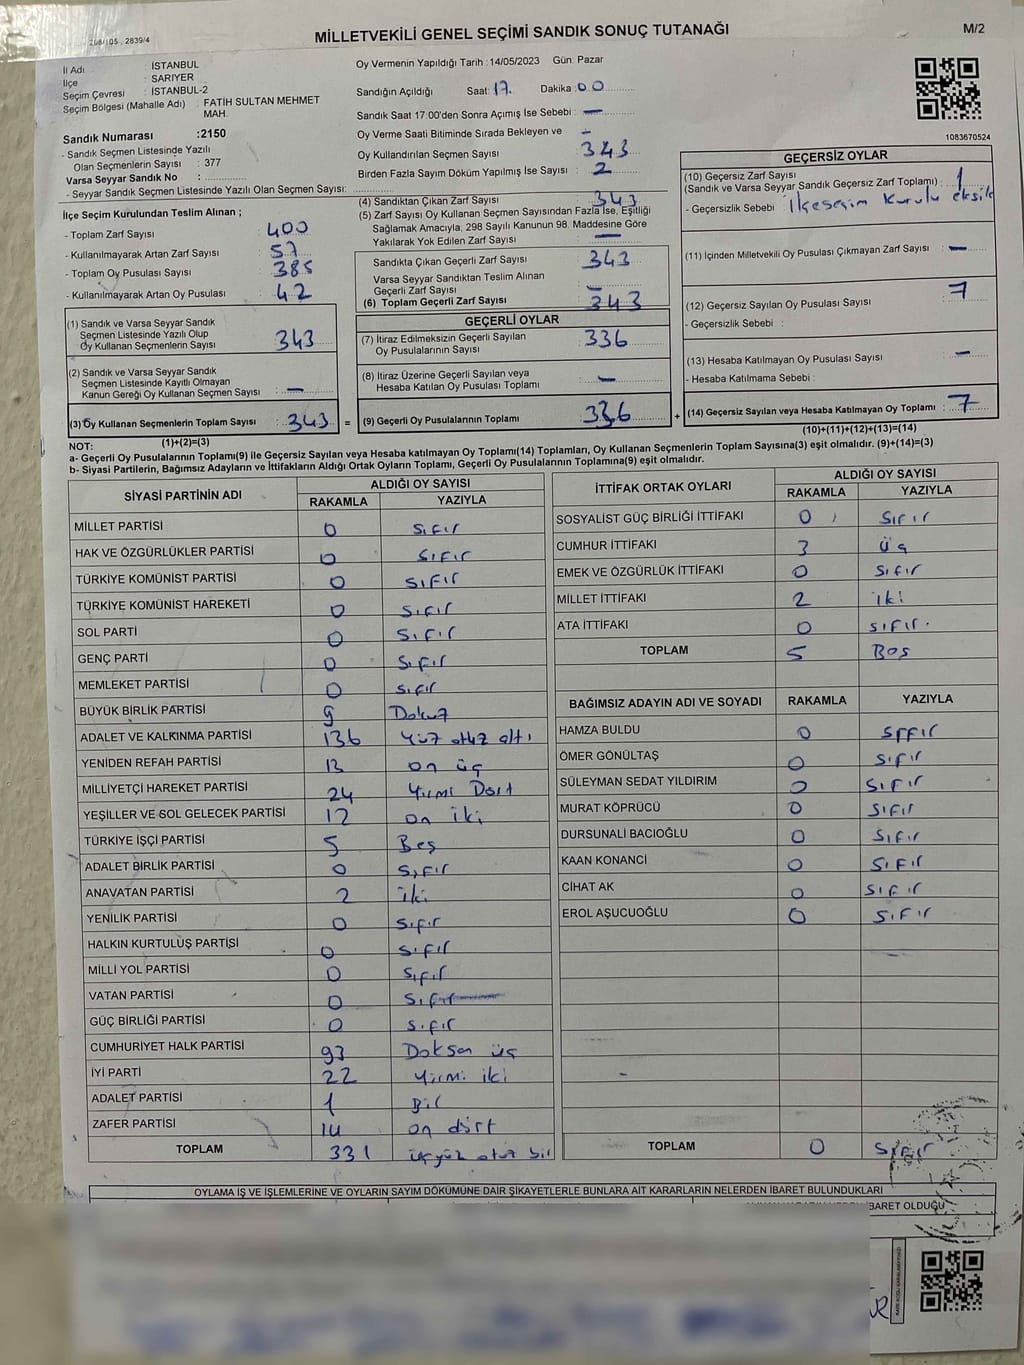 268/105 , 2839/4
MİLLETVEKİLİ GENEL SEÇİMİ SANDIK SONUÇ TUTANAĞI
M/2
İl Adı : İSTANBUL
İlçe : SARIYER
Seçim Çevresi : İSTANBUL-2
Seçim Bölgesi (Mahalle Adı) : FATİH SULTAN MEHMET MAH.
Sandık Numarası :2150
- Sandık Seçmen Listesinde Yazılı
Olan Seçmenlerin Sayısı : 377
Varsa Seyyar Sandık No :
- Seyyar Sandık Seçmen Listesinde Yazılı Olan Seçmen Sayısı:
Oy Vermenin Yapıldığı Tarih : 14/05/2023 Gün: Pazar
Sandığın Açıldığı Saat: 17. Dakika: 00
Sandık Saat 17:00'den Sonra Açımış İse Sebebi : —
Oy Verme Saati Bitiminde Sırada Bekleyen ve
Oy Kullandırılan Seçmen Sayısı : –
343
Birden Fazla Sayım Döküm Yapılmış İse Sayısı : 2
(4) Sandıktan Çıkan Zarf Sayısı : 343
(5) Zarf Sayısı Oy Kullanan Seçmen Sayısından Fazla İse, Eşitliği
Sağlamak Amacıyla, 298 Sayılı Kanunun 98. Maddesine Göre
Yakılarak Yok Edilen Zarf Sayısı : —
Sandıkta Çıkan Geçerli Zarf Sayısı : 343
Varsa Seyyar Sandıktan Teslim Alınan
Geçerli Zarf Sayısı : –
(6) Toplam Geçerli Zarf Sayısı : 343
İlçe Seçim Kurulundan Teslim Alınan ;
- Toplam Zarf Sayısı : 400
- Kullanılmayarak Artan Zarf Sayısı : 57
- Toplam Oy Pusulası Sayısı : 385
- Kullanılmayarak Artan Oy Pusulası : 42
(1) Sandık ve Varsa Seyyar Sandık
Seçmen Listesinde Yazılı Olup
Oy Kullanan Seçmenlerin Sayısı : 343
(2) Sandık ve Varsa Seyyar Sandık
Seçmen Listesinde Kayıtlı Olmayan
Kanun Gereği Oy Kullanan Seçmen Sayısı : —
(3) Oy Kullanan Seçmenlerin Toplam Sayısı : 343 =
(1)+(2)=(3)
GEÇERLİ OYLAR
(7) İtiraz Edilmeksizin Geçerli Sayılan
Oy Pusulalarının Sayısı : 336
(8) İtiraz Üzerine Geçerli Sayılan veya
Hesaba Katılan Oy Pusulası Toplamı : —
(9) Geçerli Oy Pusulalarının Toplamı : 336 +
1083670524
GEÇERSİZ OYLAR
(10) Geçersiz Zarf Sayısı
(Sandık ve Varsa Seyyar Sandık Geçersiz Zarf Toplamı) : 1
- Geçersizlik Sebebi : İlçeseçim Kurulu eksik
(11) İçinden Milletvekili Oy Pusulası Çıkmayan Zarf Sayısı : —
(12) Geçersiz Sayılan Oy Pusulası Sayısı : 7
- Geçersizlik Sebebi :
(13) Hesaba Katılmayan Oy Pusulası Sayısı : —
- Hesaba Katılmama Sebebi :
(14) Geçersiz Sayılan veya Hesaba Katılmayan Oy Toplamı : 7
(10)+(11)+(12)+(13)=(14)
NOT:
a- Geçerli Oy Pusulalarının Toplamı(9) ile Geçersiz Sayılan veya Hesaba katılmayan Oy Toplamı(14) Toplamları, Oy Kullanan Seçmenlerin Toplam Sayısına(3) eşit olmalıdır. (9)+(14)=(3)
b- Siyasi Partilerin, Bağımsız Adayların ve İttifakların Aldığı Ortak Oyların Toplamı, Geçerli Oy Pusulalarının Toplamına(9) eşit olmalıdır.
SİYASİ PARTİNİN ADI ALDIĞI OY SAYISI
RAKAMLA YAZIYLA
MİLLET PARTİSİ 0 Sıfır
HAK VE ÖZGÜRLÜKLER PARTİSİ 0 Sıfır
TÜRKİYE KOMÜNİST PARTİSİ 0 Sıfır
TÜRKİYE KOMÜNİST HAREKETİ 0 Sıfır
SOL PARTİ 0 Sıfır
GENÇ PARTİ 0 Sıfır
MEMLEKET PARTİSİ 0 Sıfır
BÜYÜK BİRLİK PARTİSİ 9 Dokuz
ADALET VE KALKINMA PARTİSİ 136 Yüz otuz altı
YENİDEN REFAH PARTİSİ 13 on üç
MİLLİYETÇİ HAREKET PARTİSİ 24 Yirmi Dört
YEŞİLLER VE SOL GELECEK PARTİSİ 12 on iki
TÜRKİYE İŞÇİ PARTİSİ 5 Beş
ADALET BİRLİK PARTİSİ 0 Sıfır
ANAVATAN PARTİSİ 2 iki
YENİLİK PARTİSİ 0 Sıfır
HALKIN KURTULUŞ PARTİSİ 0 Sıfır
MİLLİ YOL PARTİSİ 0 Sıfır
VATAN PARTİSİ 0 Sıfır
GÜÇ BİRLİĞİ PARTİSİ 0 Sıfır
CUMHURİYET HALK PARTİSİ 93 Doksan üç
İYİ PARTİ 22 Yirmi iki
ADALET PARTİSİ 1 Bir
ZAFER PARTİSİ 14 on dört
TOPLAM 331 üçyüz otuz bir
İTTİFAK ORTAK OYLARI ALDIĞI OY SAYISI
RAKAMLA YAZIYLA
SOSYALİST GÜÇ BİRLİĞİ İTTİFAKI 0 Sıfır
CUMHUR İTTİFAKI 3 üç
EMEK VE ÖZGÜRLÜK İTTİFAKI 0 Sıfır
MİLLET İTTİFAKI 2 İki
ATA İTTİFAKI 0 Sıfır.
TOPLAM 5 Beş
BAĞIMSIZ ADAYIN ADI VE SOYADI RAKAMLA YAZIYLA
HAMZA BULDU 0 Sıfır
ÖMER GÖNÜLTAŞ 0 Sıfır
SÜLEYMAN SEDAT YILDIRIM 0 Sıfır
MURAT KÖPRÜCÜ 0 Sıfır
DURSUNALİ BACIOĞLU 0 Sıfır
KAAN KONANCİ 0 Sıfır
CİHAT AK 0 Sıfır
EROL AŞUCUOĞLU 0 Sıfır
TOPLAM 0 Sıfır
OYLAMA İŞ VE İŞLEMLERİNE VE OYLARIN SAYIM DÖKÜMÜNE DAİR ŞİKAYETLERLE BUNLARA AİT KARARLARIN NELERDEN İBARET BULUNDUKLARI
BARET OLDUĞU